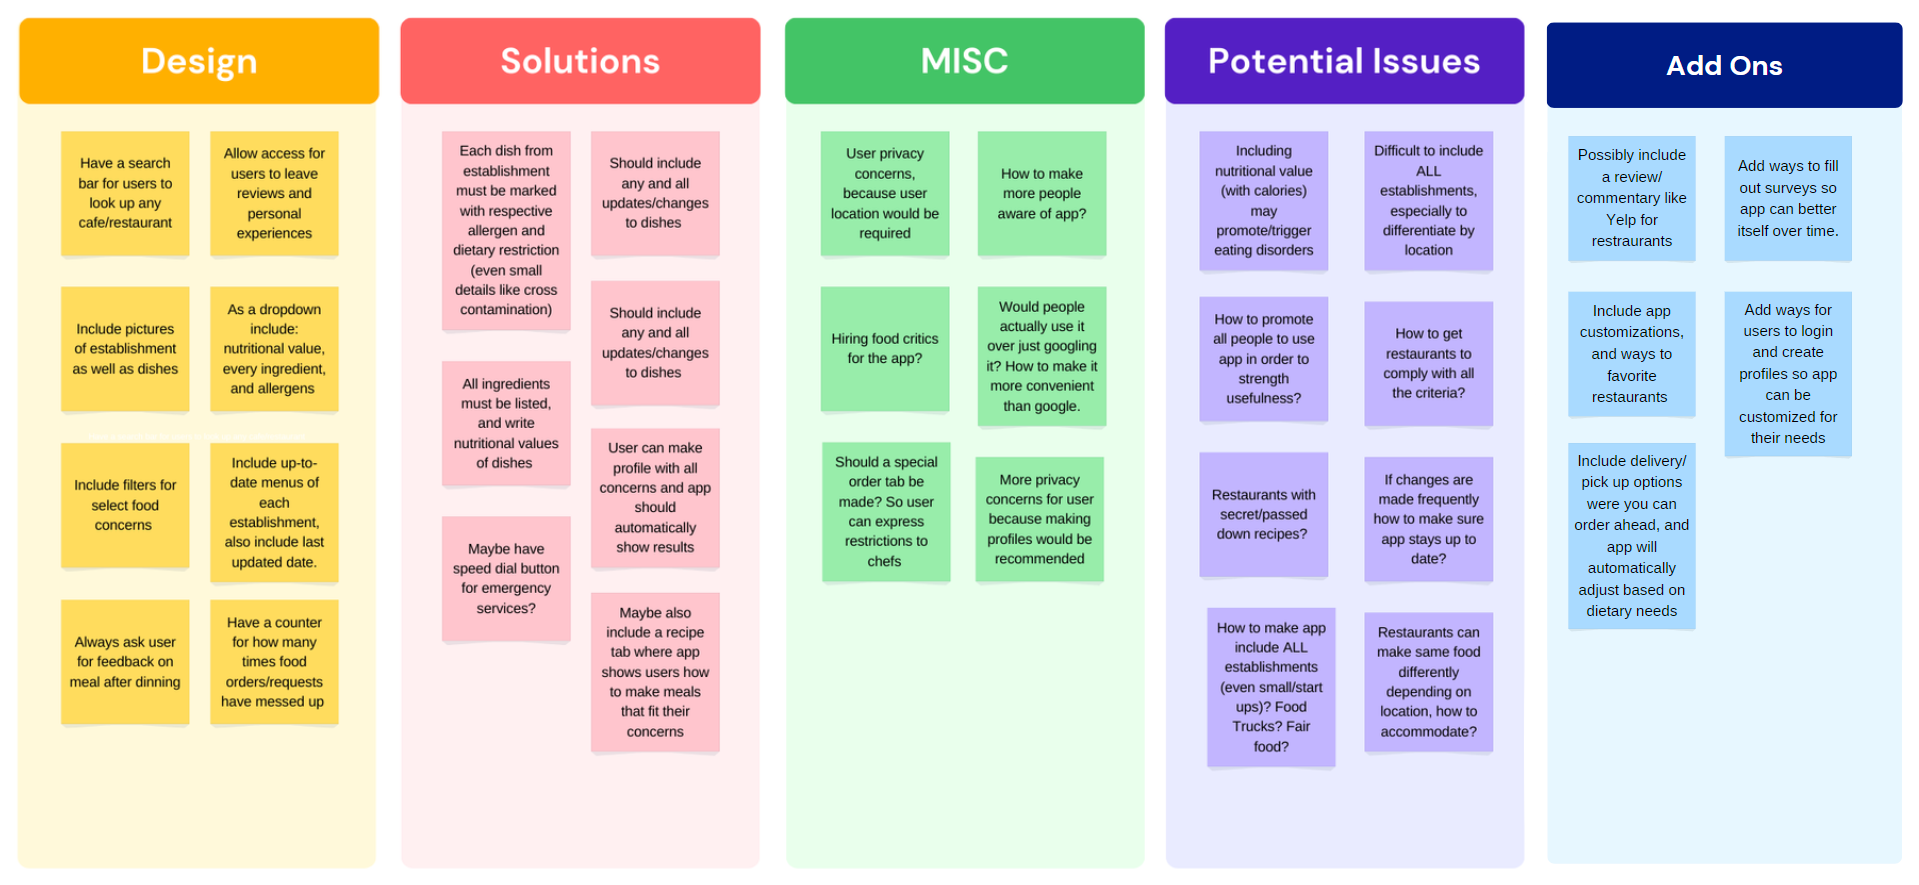 Design
Have a search
bar for users to
look up any
cafe/restaurant
Allow access for
users to leave
reviews and
personal
experiences
Include pictures
of establishment
as well as dishes
As a dropdown
include:
nutritional value,
every ingredient,
and allergens
Include filters for
select food
concerns
Include up-to-
date menus of
each
establishment,
also include last
updated date.
Always ask user
for feedback on
meal after dinning
Have a counter
for how many
times food
orders/requests
have messed up
Solutions
Each dish from
establishment
must be marked
with respective
allergen and
dietary restriction
(even small
details like cross
contamination)
Should include
any and all
updates/changes
to dishes
Should include
any and all
updates/changes
to dishes
All ingredients
must be listed,
and write
nutritional values
of dishes
User can make
profile with all
concerns and app
should
automatically
show results
Maybe have
speed dial button
for emergency
services?
Maybe also
include a recipe
tab where app
shows users how
to make meals
that fit their
concerns
MISC
User privacy
concerns,
because user
location would be
required
How to make
more people
aware of app?
Hiring food critics
for the app?
Would people
actually use it
over just googling
it? How to make it
more convenient
than google.
Should a special
order tab be
made? So user
can express
restrictions to
chefs
More privacy
concerns for user
because making
profiles would be
recommended
Potential Issues
Including
nutritional value
(with calories)
may
promote/trigger
eating disorders
Difficult to include
ALL
establishments,
especially to
differentiate by
location
How to promote
all people to use
app in order to
strength
usefulness?
How to get
restaurants to
comply with all
the criteria?
Restaurants with
secret/passed
down recipes?
If changes are
made frequently
how to make sure
app stays up to
date?
How to make app
include ALL
establishments
(even small/start
ups)? Food
Trucks? Fair
food?
Restaurants can
make same food
differently
depending on
location, how to
accommodate?
Add Ons
Possibly include
a review/
commentary like
Yelp for
restraurants
Add ways to fill
out surveys so
app can better
itself over time.
Include app
customizations,
and ways to
favorite
restaurants
Add ways for
users to login
and create
profiles so app
can be
customized for
their needs
Include delivery/
pick up options
were you can
order ahead, and
app will
automatically
adjust based on
dietary needs